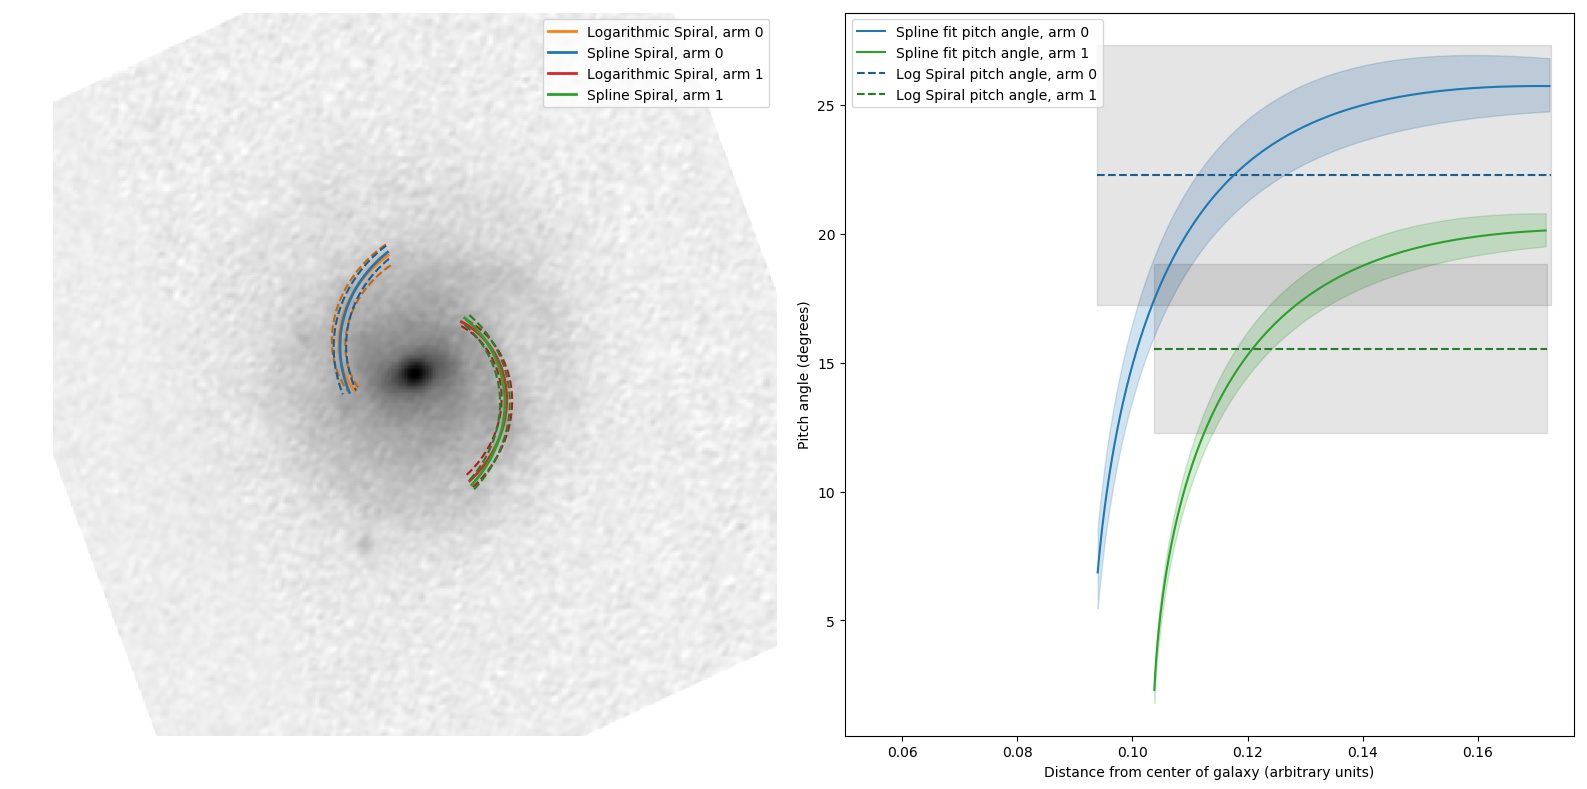 Logarithmic Spiral, arm 0
Spline Spiral, arm 0
Logarithmic Spiral, arm 1
Spline Spiral, arm 1
Spline fit pitch angle, arm 0
Spline fit pitch angle, arm 1
Log Spiral pitch angle, arm 0
Log Spiral pitch angle, arm 1
Pitch angle (degrees)
25
20
15
10
5
0.06 0.08 0.10 0.12 0.14 0.16
Distance from center of galaxy (arbitrary units)